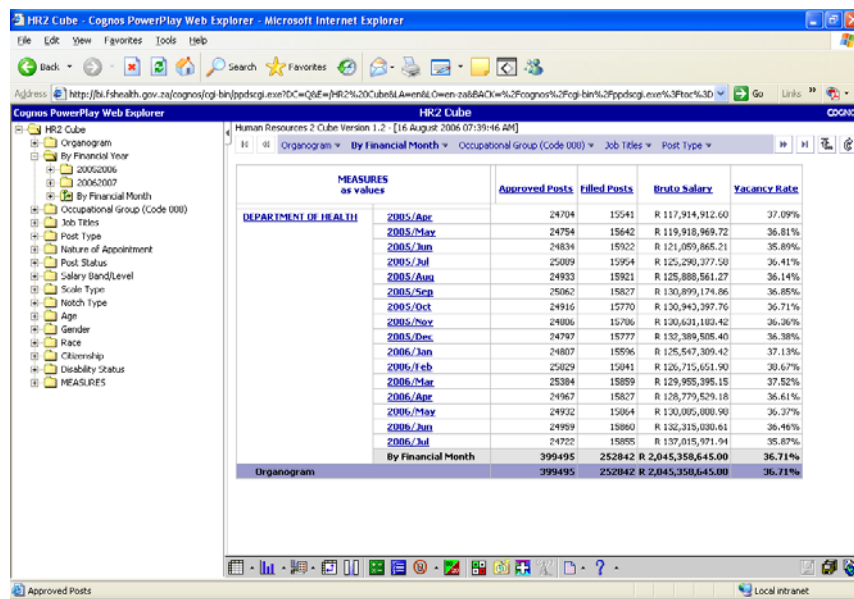 HR2 Cube - Cognos PowerPlay Web Explorer - Microsoft Internet Explorer
File Edit View Favorites Tools Help
Back Search Favorites
Address http://bi.fshealth.gov.za/cognos/cgi-bin/ppdscgi.exe?DC=Q&E=/HR2%20Cube&LA=en&LO=en-za&BACK=%2Fcognos%2Fcgi-bin%2Fppdscgi.exe%3Ftoc%3D Go Links
Cognos PowerPlay Web Explorer HR2 Cube COGNO
HR2 Cube
Organogram
By Financial Year
20052006
20062007
By Financial Month
Occupational Group (Code 008)
Job Titles
Post Type
Nature of Appointment
Post Status
Salary Band/Level
Scale Type
Notch Type
Age
Gender
Race
Citizenship
Disability Status
MEASURES
Human Resources 2 Cube Version 1.2 - [16 August 2006 07:39:46 AM]
Organogram By Financial Month Occupational Group (Code 008) Job Titles Post Type
MEASURES
as values Approved Posts Filled Posts Bruto Salary Vacancy Rate
DEPARTMENT OF HEALTH 2005/Apr 24704 15541 R 117,914,912.60 37.09%
2005/May 24754 15642 R 119,918,969.72 36.81%
2005/Jun 24834 15922 R 121,059,865.21 35.89%
2005/Jul 25089 15954 R 125,290,377.58 36.41%
2005/Aug 24933 15921 R 125,888,561.27 36.14%
2005/Sep 25062 15827 R 130,899,174.86 36.85%
2005/Oct 24916 15770 R 130,943,397.76 36.71%
2005/Nov 24806 15786 R 130,631,183.42 36.36%
2005/Dec 24797 15777 R 132,389,505.40 36.38%
2006/Jan 24807 15596 R 125,547,309.42 37.13%
2006/Feb 25829 15841 R 126,715,651.90 38.67%
2006/Mar 25384 15859 R 129,955,395.15 37.52%
2006/Apr 24967 15827 R 128,779,529.18 36.61%
2006/May 24932 15864 R 130,085,808.98 36.37%
2006/Jun 24959 15860 R 132,315,030.61 36.46%
2006/Jul 24722 15855 R 137,015,971.94 35.87%
By Financial Month 399495 252842 R 2,045,358,645.00 36.71%
Organogram 399495 252842 R 2,045,358,645.00 36.71%
Approved Posts Local intranet